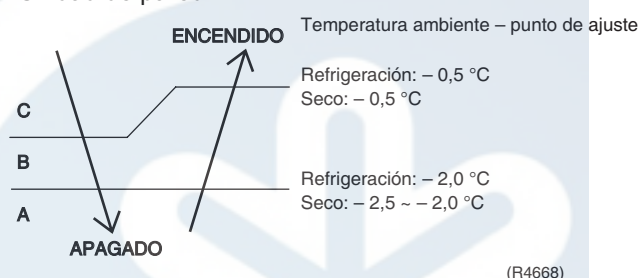 ENCENDIDO
Temperatura ambiente – punto de ajuste
Refrigeración: – 0,5 °C
Seco: – 0,5 °C
C
B
Refrigeración: – 2,0 °C
Seco: – 2,5 ~ – 2,0 °C
A
APAGADO
(R4668)